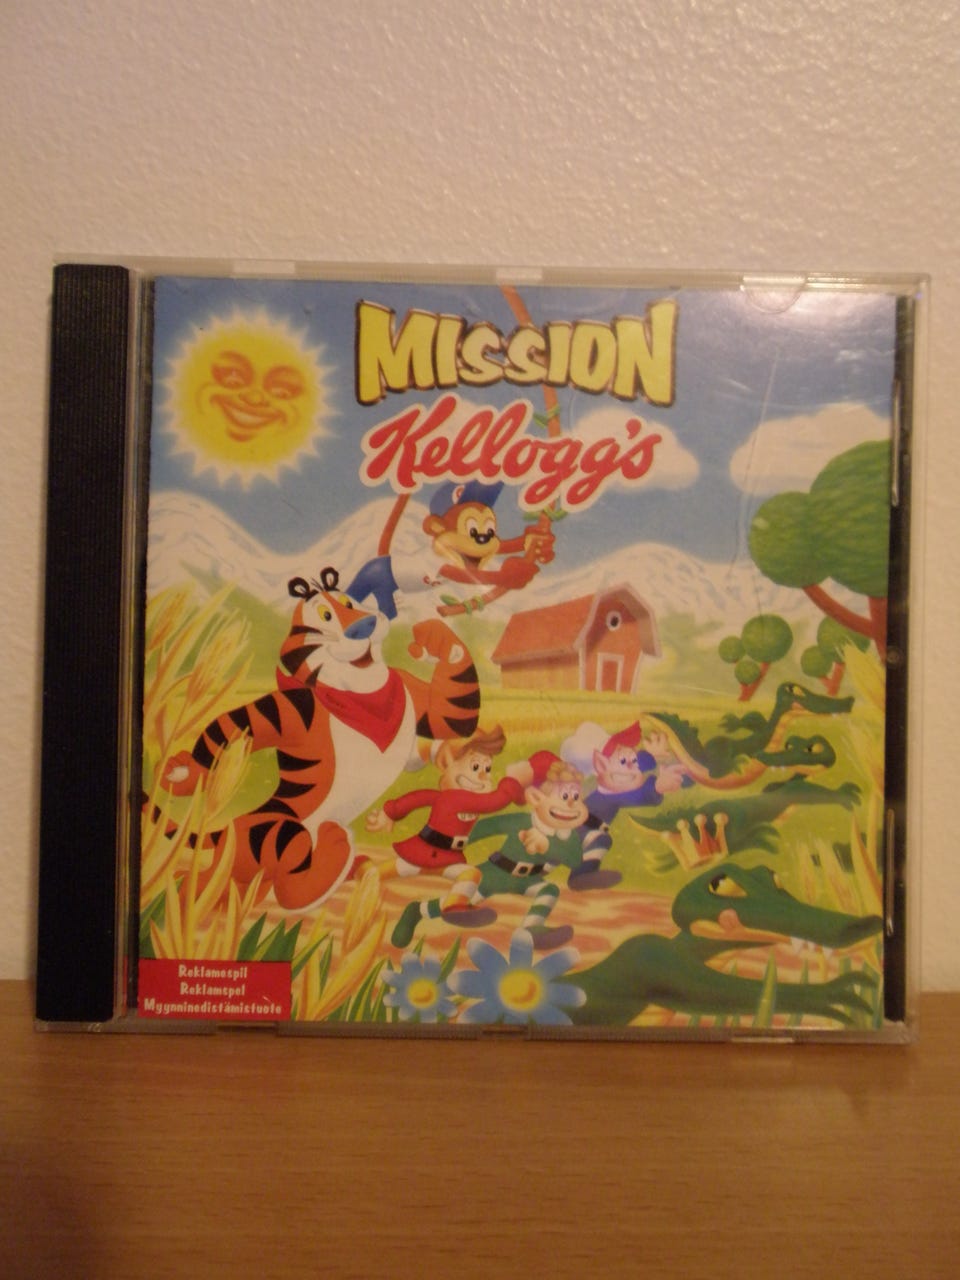 MISSION
Kellogg's
Reklamespil
Reklamspel
Myynninedistämistuote